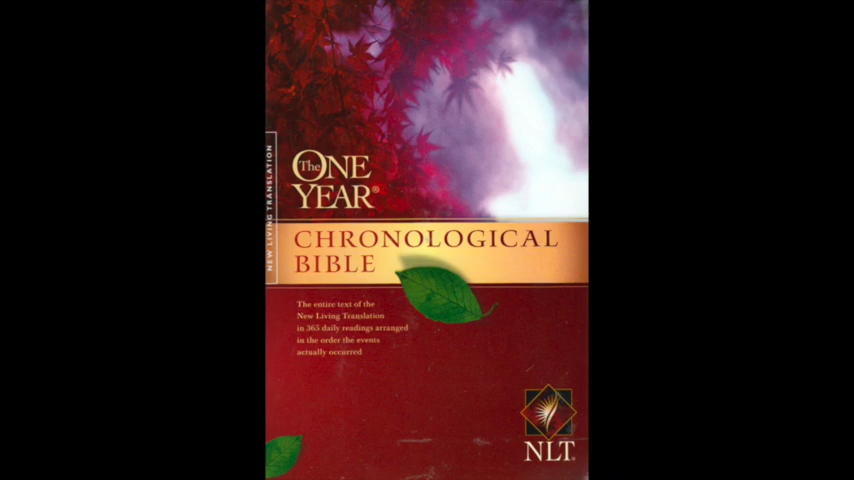 The ONE
YEAR®
CHRONOLOGICAL
BIBLE
NEW LIVING TRANSLATION
The entire text of the
New Living Translation
in 365 daily readings arranged
in the order the events
actually occurred
NLT®